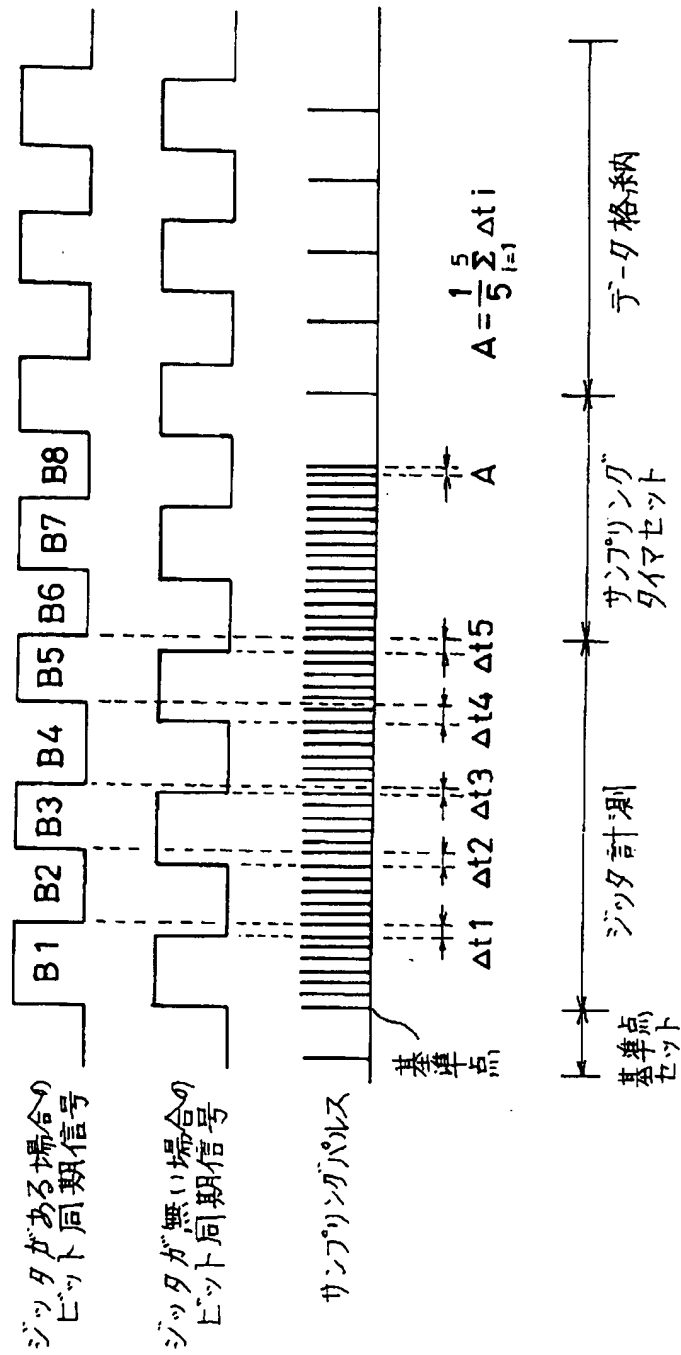 ジッタがある場合の
ビット同期信号
B1 B2 B3 B4 B5 B6 B7 B8
ジッタが無い場合の
ビット同期信号
サンプリングパルス
基準点
Δt1 Δt2 Δt3 Δt4 Δt5 A
A = 1/5 5 Σ i=1 Δti
基準点
セット
ジッタ計測
サンプリング
タイマセット
データ格納